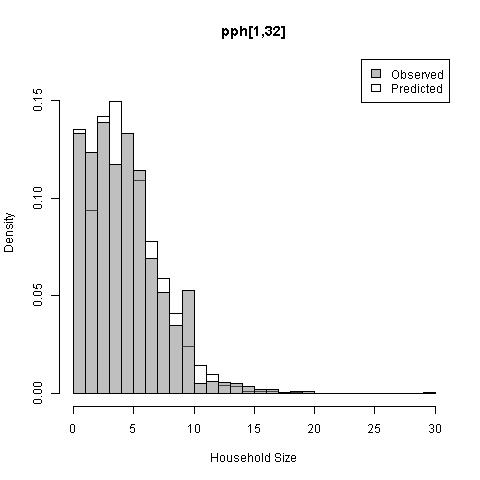 pph[1,32]
Observed
Predicted
0.15
0.10
0.05
0.00
Density
0 5 10 15 20 25 30
Household Size